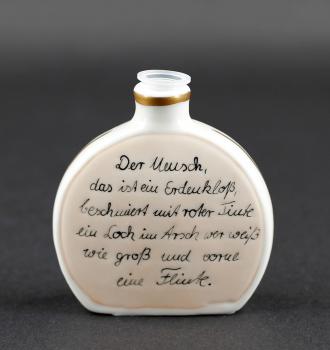 Der Mensch,
das ist ein Erdenkloß,
beschmiert mit roter Tinte
ein Loch im Arsch wer weiß
wie groß und vorne
eine Flinte.